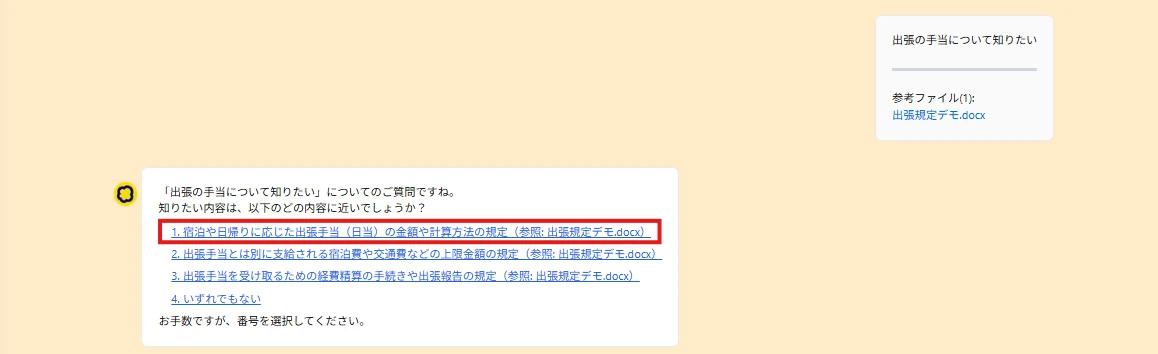 出張の手当について知りたい
参考ファイル(1):
出張規定デモ.docx
「出張の手当について知りたい」についてのご質問ですね。
知りたい内容は、以下のどの内容に近いでしょうか？
1. 宿泊や日帰りに応じた出張手当（日当）の金額や計算方法の規定（参照: 出張規定デモ.docx）
2. 出張手当とは別に支給される宿泊費や交通費などの上限金額の規定（参照: 出張規定デモ.docx）
3. 出張手当を受け取るための経費精算の手続きや出張報告の規定（参照: 出張規定デモ.docx）
4. いずれでもない
お手数ですが、番号を選択してください。